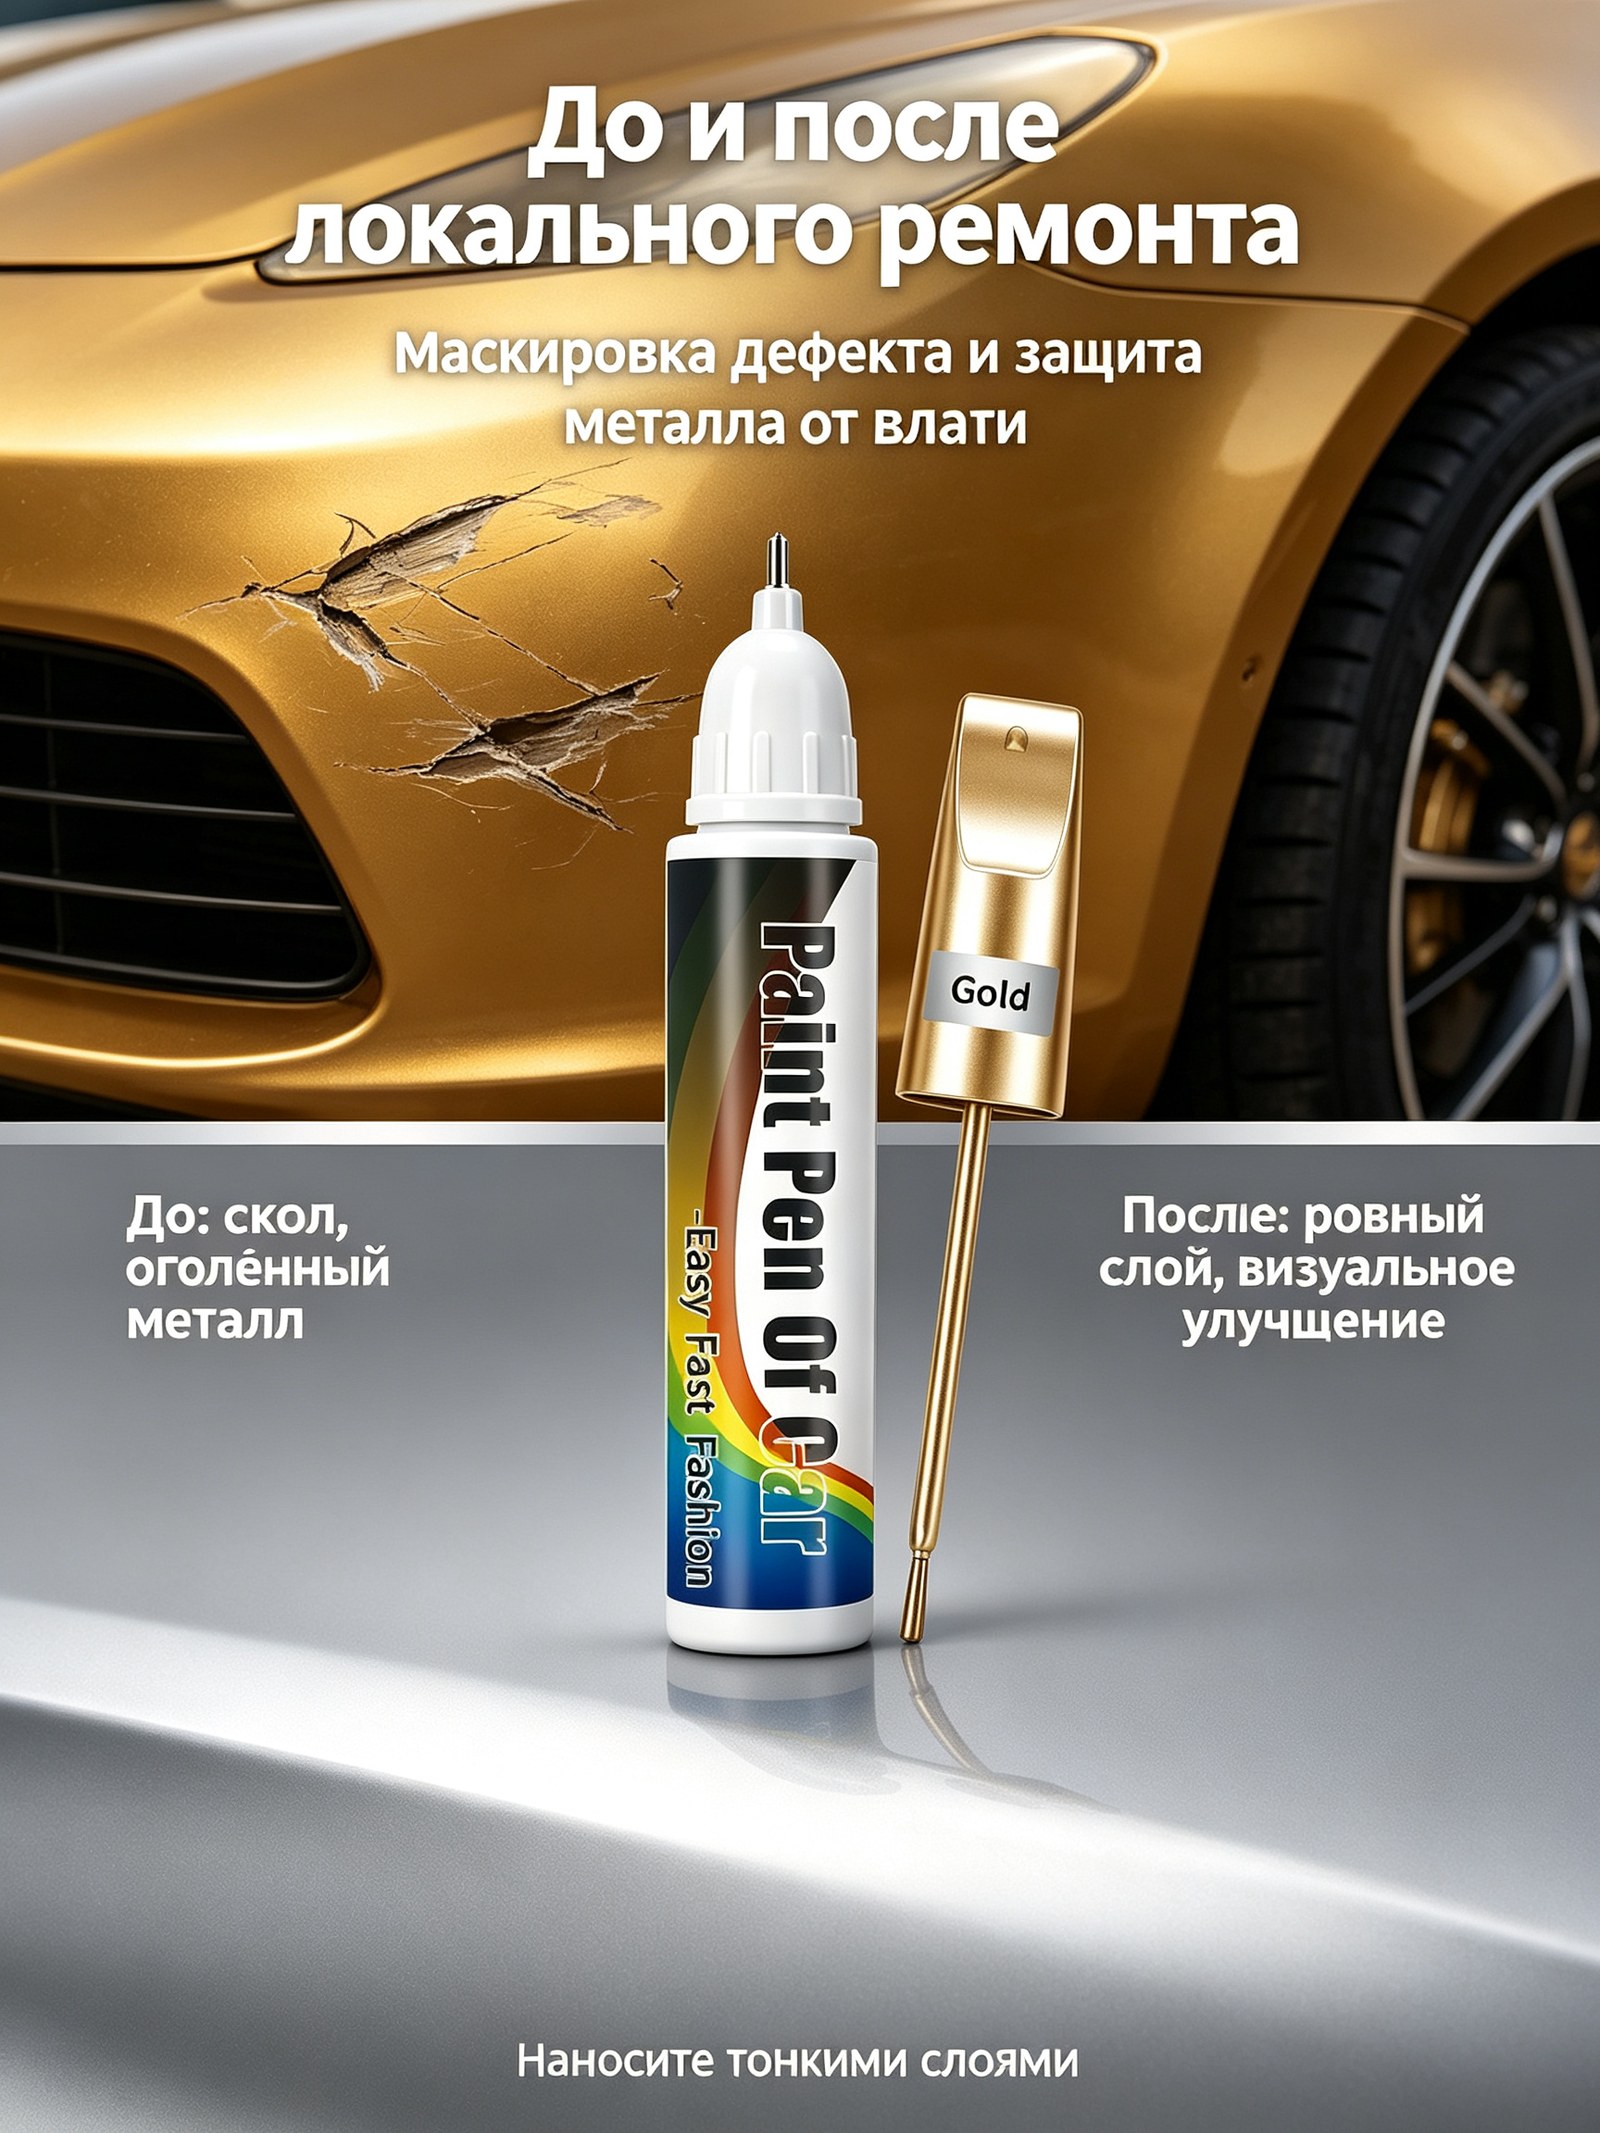 До и после
локального ремонта
Маскировка дефекта и защита
металла от влати
Gold
Paint Pen Of Car
-Easy Fast Fashion
До: скол,
оголённый
металл
Послıе: ровный
слой, визуальное
улучщение
Наносите тонкими слоями